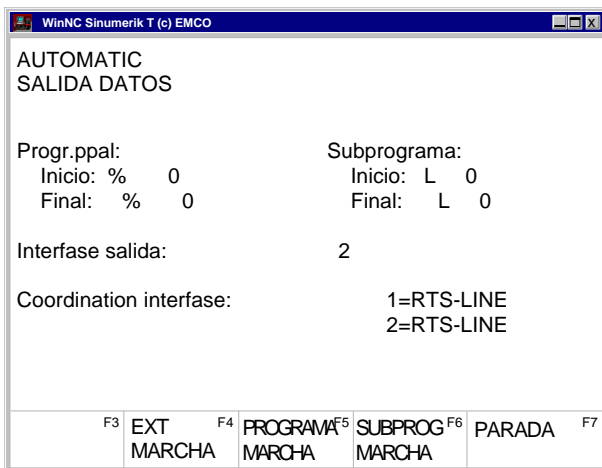 WinNC Sinumerik T (c) EMCO
AUTOMATIC
SALIDA DATOS
Progr.ppal: Subprograma:
Inicio: % 0 Inicio: L 0
Final: % 0 Final: L 0
Interfase salida: 2
Coordination interfase: 1=RTS-LINE
2=RTS-LINE
F3 EXT F4 PROGRAMA F5 SUBPROG F6 PARADA F7
MARCHA MARCHA MARCHA